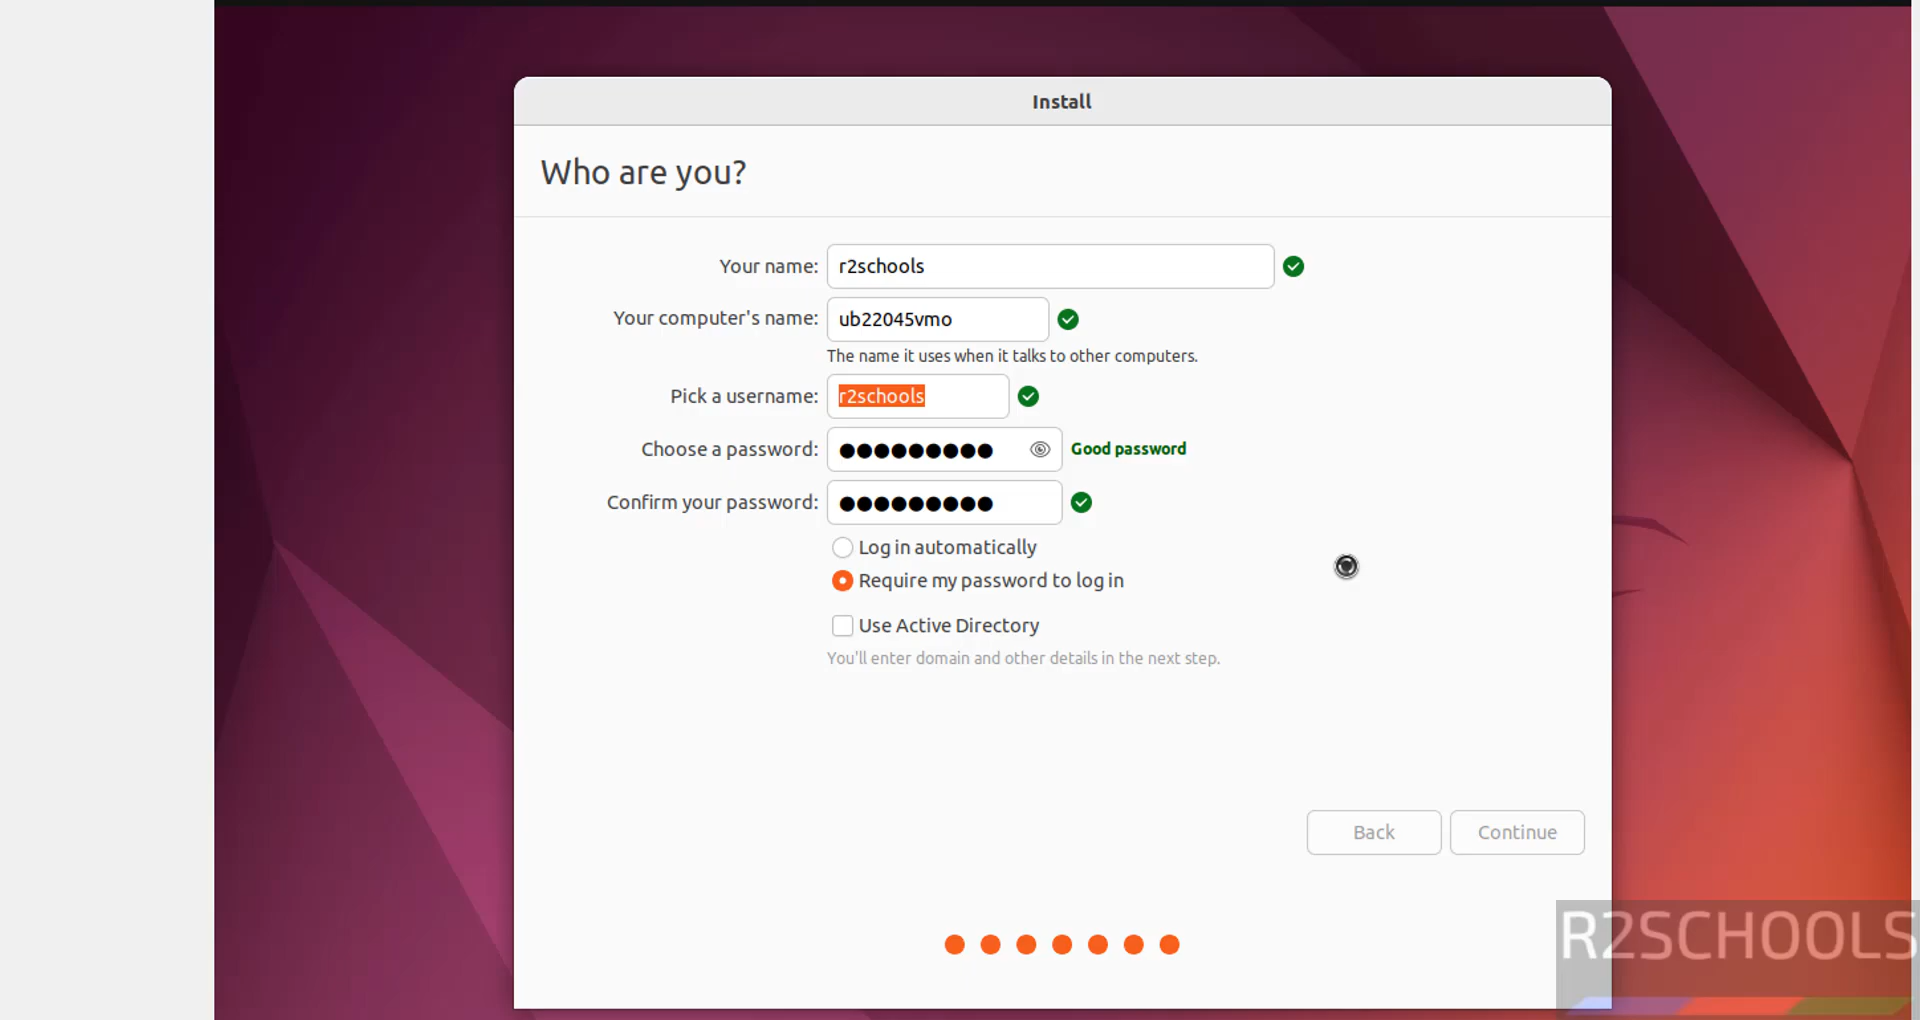 Install
Who are you?
Your name: r2schools
Your computer's name: ub22045vmo
The name it uses when it talks to other computers.
Pick a username: r2schools
Choose a password: ●●●●●●●●● Good password
Confirm your password: ●●●●●●●●●
Log in automatically
Require my password to log in
Use Active Directory
You'll enter domain and other details in the next step.
Back Continue
R2SCHOOLS